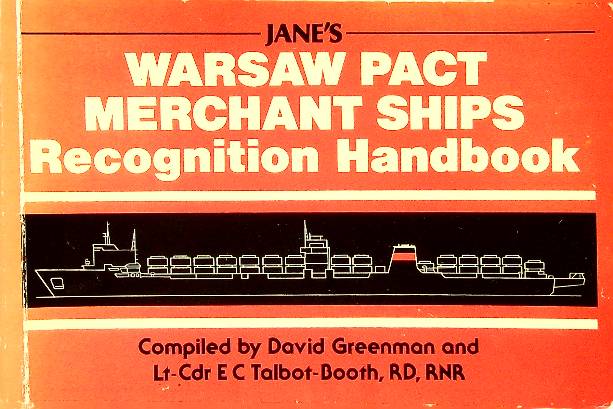 JANE'S
WARSAW PACT
MERCHANT SHIPS
Recognition Handbook
Compiled by David Greenman and
Lt-Cdr E C Talbot-Booth, RD, RNR